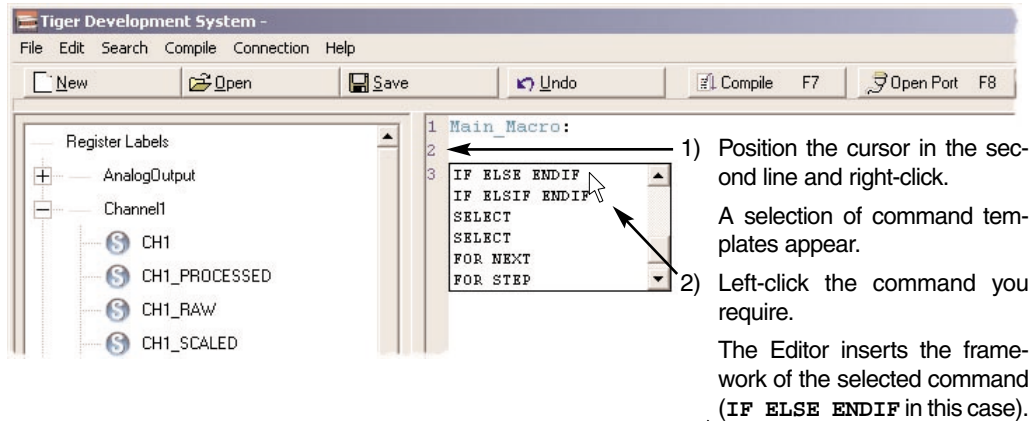 Tiger Development System -
File Edit Search Compile Connection Help
New Open Save Undo Compile F7 Open Port F8
Register Labels
AnalogOutput
Channel1
CH1
CH1_PROCESSED
CH1_RAW
CH1_SCALED
1 Main_Macro:
2
3
IF ELSE ENDIF
IF ELSIF ENDIF
SELECT
SELECT
FOR NEXT
FOR STEP
1) Position the cursor in the sec-
ond line and right-click.
A selection of command tem-
plates appear.
2) Left-click the command you
require.
The Editor inserts the frame-
work of the selected command
(IF ELSE ENDIF in this case).